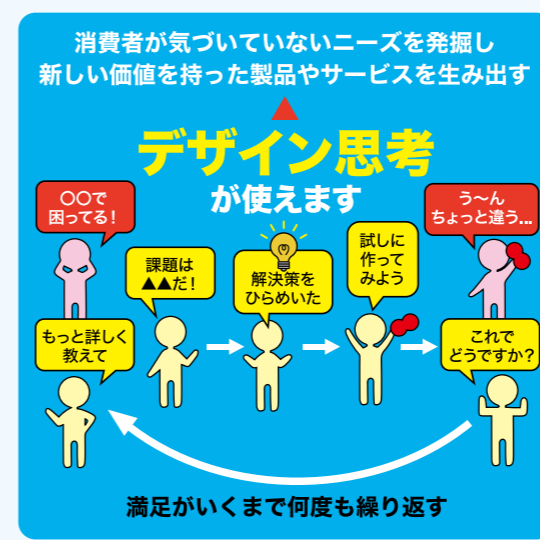 消費者が気づいていないニーズを発掘し
新しい価値を持った製品やサービスを生み出す
デザイン思考
が使えます
〇〇で
困ってる！
もっと詳しく
教えて
課題は
▲▲だ！
解決策を
ひらめいた
試しに
作って
みよう
う〜ん
ちょっと違う…
これで
どうですか？
満足がいくまで何度も繰り返す